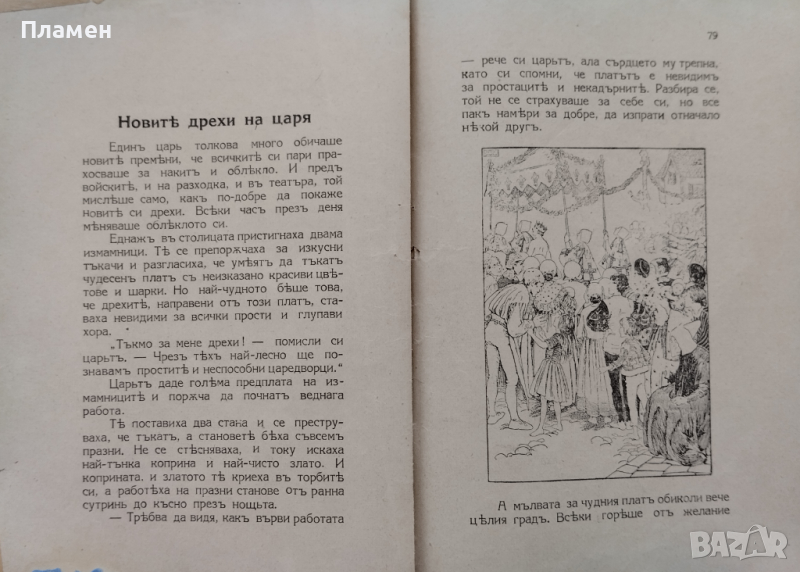 Пламен
Новитѣ дрехи на царя
Единъ царь толкова много обичаше
новитѣ премѣни, че всичкитѣ си пари пра-
хосваше за накитъ и облѣкло. И предъ
войскитѣ, и на разходка, и въ театъра, той
мислѣше само, какъ по-добре да покаже
новитѣ си дрехи. Всѣки часъ презъ деня
мѣняваше облѣклото си.
Еднажъ въ столицата пристигнаха двама
измамници. Тѣ се препорѫчаха за изкусни
тъкачи и разгласиха, че умѣятъ да тъкатъ
чудесенъ платъ съ неизказано красиви цвѣ-
тове и шарки. Но най-чудното бѣше това,
че дрехитѣ, направени отъ този платъ, ста-
ваха невидими за всички прости и глупави
хора.
„Тъкмо за мене дрехи! — помисли си
царьтъ. — Чрезъ тѣхъ най-лесно ще по-
знавамъ проститѣ и неспособни царедворци.“
Царьтъ даде голѣма предплата на из-
мамницитѣ и порѫча да почнатъ веднага
работа.
Тѣ поставиха два стана и се престру-
ваха, че тъкатъ, а становетѣ бѣха съвсемъ
празни. Не се стѣсняваха, и току искаха
най-тънка коприна и най-чисто злато. И
коприната, и златото тѣ криеха въ торбитѣ
си, а работѣха на празни станове отъ ранна
сутринь до късно презъ нощьта.
— Трѣбва да видя, какъ върви работата
79
— рече си царьтъ, ала сърдцето му трепна,
като си спомни, че платътъ е невидимъ
за простацитѣ и некадърнитѣ. Разбира се,
той не се страхуваше за себе си, но все
пакъ намѣри за добре, да изпрати отначало
нѣкой другъ.
А мълвата за чудния платъ обиколи вече
цѣлия градъ. Всѣки горѣше отъ желание
BAZAR